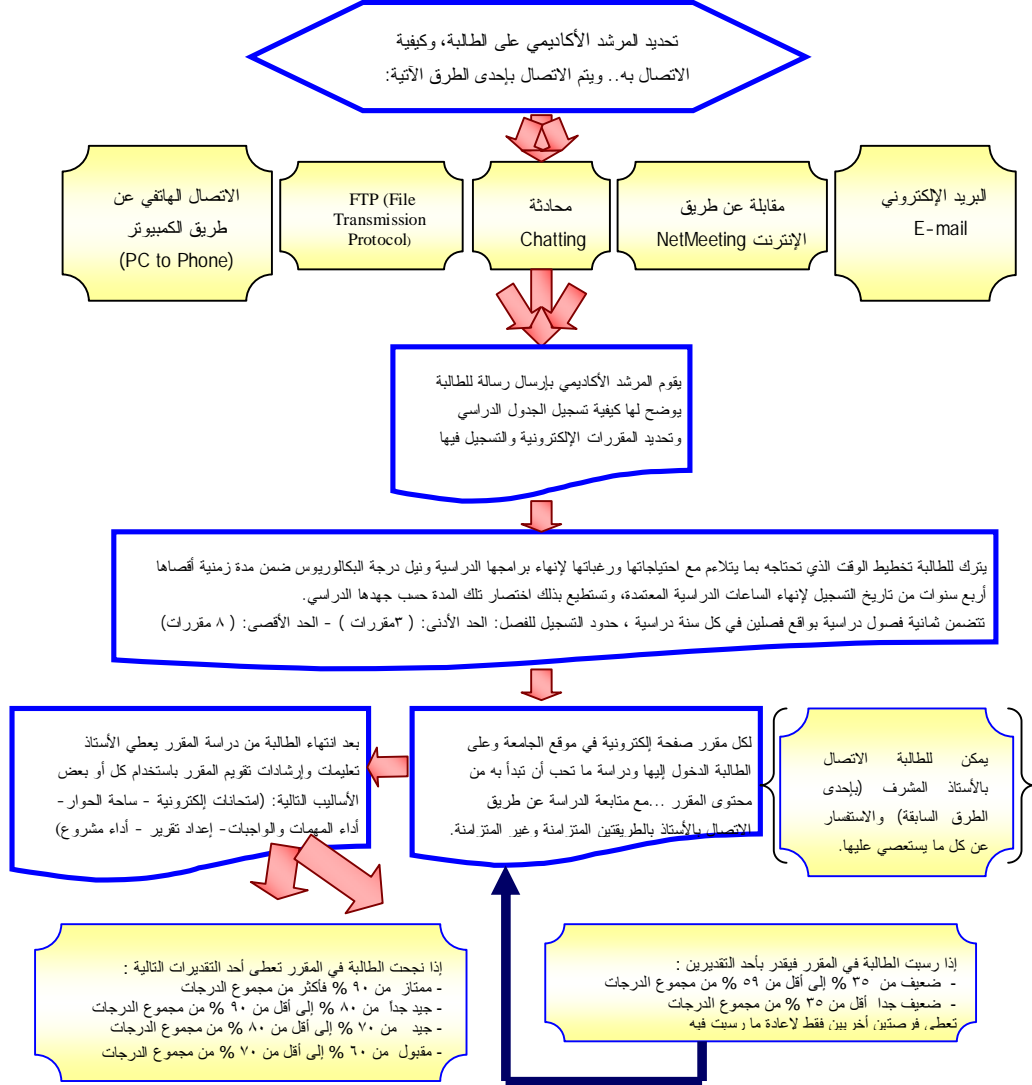 تحديد المرشد الأكاديمي على الطالبة، وكيفية
الاتصال به.. ويتم الاتصال بإحدى الطرق الآتية:
البريد الإلكتروني
E-mail
مقابلة عن طريق
الإنترنت NetMeeting
محادثة
Chatting
FTP (File
Transmission
Protocol)
الاتصال الهاتفي عن
طريق الكمبيوتر
(PC to Phone)
يقوم المرشد الأكاديمي بإرسال رسالة للطالبة
يوضح لها كيفية تسجيل الجدول الدراسي
وتحديد المقررات الإلكترونية والتسجيل فيها
يترك للطالبة تخطيط الوقت الذي تحتاجه بما يتلاءم مع احتياجاتها ورغباتها لإنهاء برامجها الدراسية ونيل درجة البكالوريوس ضمن مدة زمنية أقصاها
أربع سنوات من تاريخ التسجيل لإنهاء الساعات الدراسية المعتمدة، وتستطيع بذلك اختصار تلك المدة حسب جهدها الدراسي.
تتضمن ثمانية فصول دراسية بواقع فصلين في كل سنة دراسية ، حدود التسجيل للفصل: الحد الأدنى: ( ٣مقررات ) - الحد الأقصى: ( ٨ مقررات)
يمكن للطالبة الاتصال
بالأستاذ المشرف (بإحدى
الطرق السابقة) والاستفسار
عن كل ما يستعصي عليها.
لكل مقرر صفحة إلكترونية في موقع الجامعة وعلى
الطالبة الدخول إليها ودراسة ما تحب أن تبدأ به من
محتوى المقرر ...مع متابعة الدراسة عن طريق
الاتصال بالأستاذ بالطريقتين المتزامنة وغير المتزامنة.
بعد انتهاء الطالبة من دراسة المقرر يعطي الأستاذ
تعليمات وإرشادات تقويم المقرر باستخدام كل أو بعض
الأساليب التالية: (امتحانات إلكترونية - ساحة الحوار -
أداء المهمات والواجبات- إعداد تقرير - أداء مشروع)
إذا رسبت الطالبة في المقرر فيقدر بأحد التقديرين :
- ضعيف من ٣٥ % إلى أقل من ٥٩ % من مجموع الدرجات
- ضعيف جدا أقل من ٣٥ % من مجموع الدرجات
تعطى فرصتين أخريين فقط لاعادة ما رسبت فيه
إذا نجحت الطالبة في المقرر تعطى أحد التقديرات التالية :
- ممتاز من ٩٠ % فأكثر من مجموع الدرجات
- جيد جداً من ٨٠ % إلى أقل من ٩٠ % من مجموع الدرجات
- جيد من ٧٠ % إلى أقل من ٨٠ % من مجموع الدرجات
- مقبول من ٦٠ % إلى أقل من ٧٠ % من مجموع الدرجات